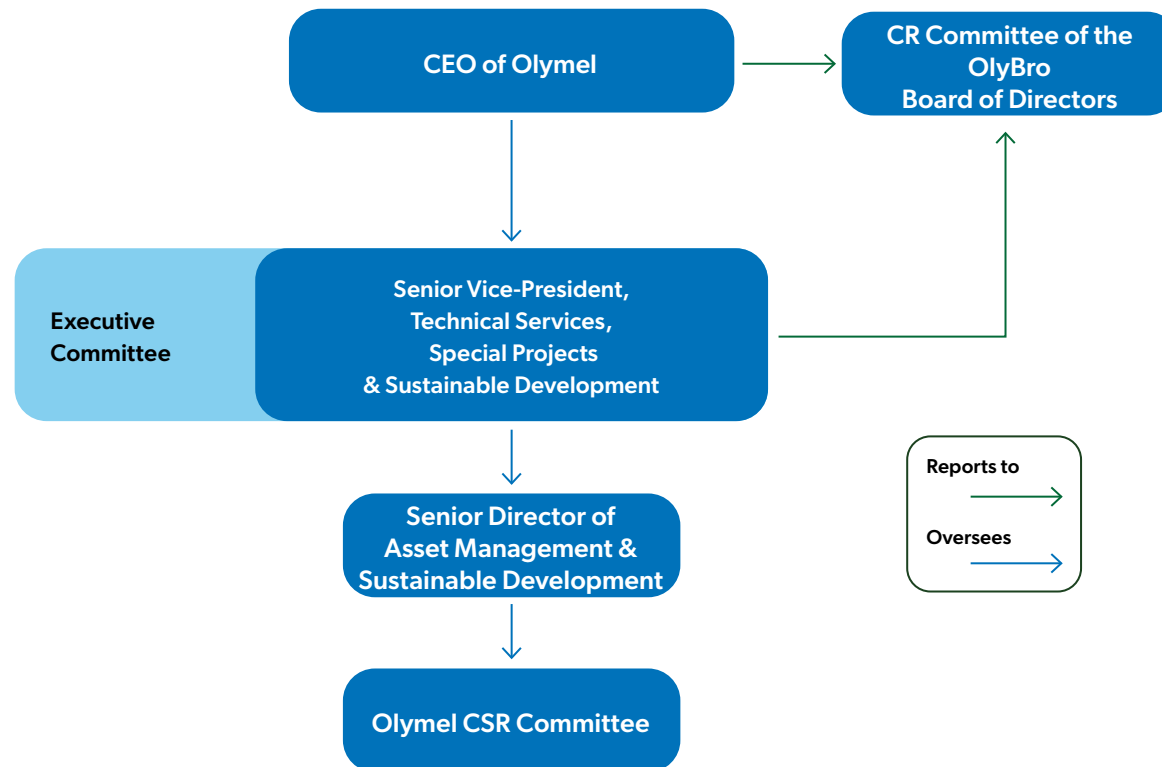 CEO of Olymel
CR Committee of the
OlyBro
Board of Directors
Executive
Committee
Senior Vice-President,
Technical Services,
Special Projects
& Sustainable Development
Senior Director of
Asset Management &
Sustainable Development
Olymel CSR Committee
Reports to
Oversees